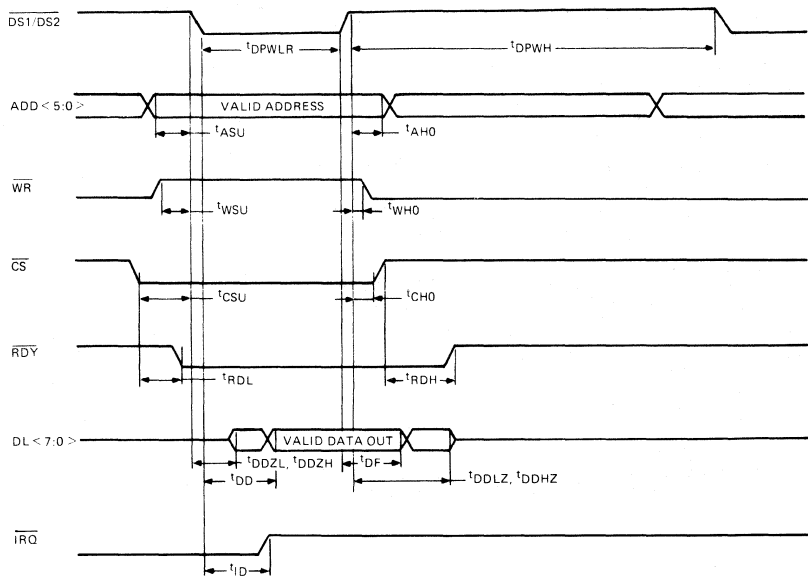 DS1/DS2
tDPWLR
tDPWH
ADD<5:0>
VALID ADDRESS
tASU
tAH0
WR
tWSU
tWH0
CS
tCSU
tCH0
RDY
tRDL
tRDH
DL<7:0>
VALID DATA OUT
tDDZL, tDDZH
tDF
tDD
tDDLZ, tDDHZ
IRQ
tID